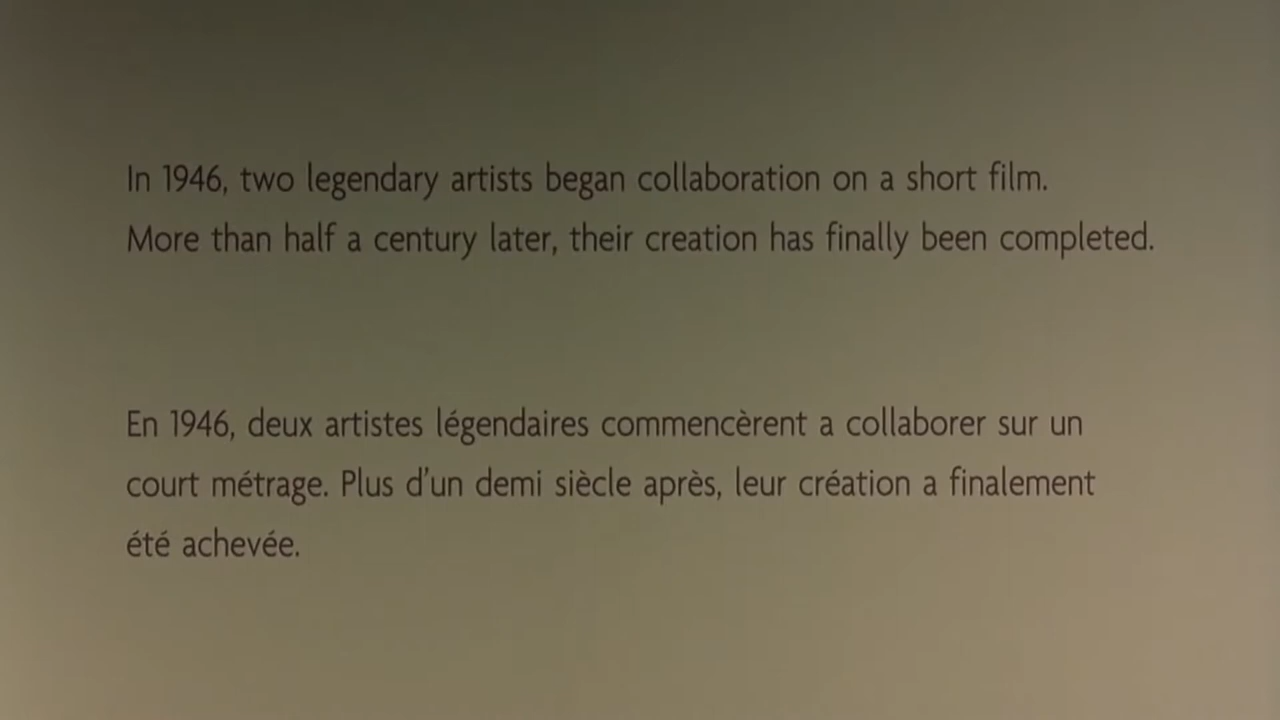 In 1946, two legendary artists began collaboration on a short film.
More than half a century later, their creation has finally been completed.
En 1946, deux artistes légendaires commencèrent a collaborer sur un
court métrage. Plus d'un demi siècle après, leur création a finalement
été achevée.